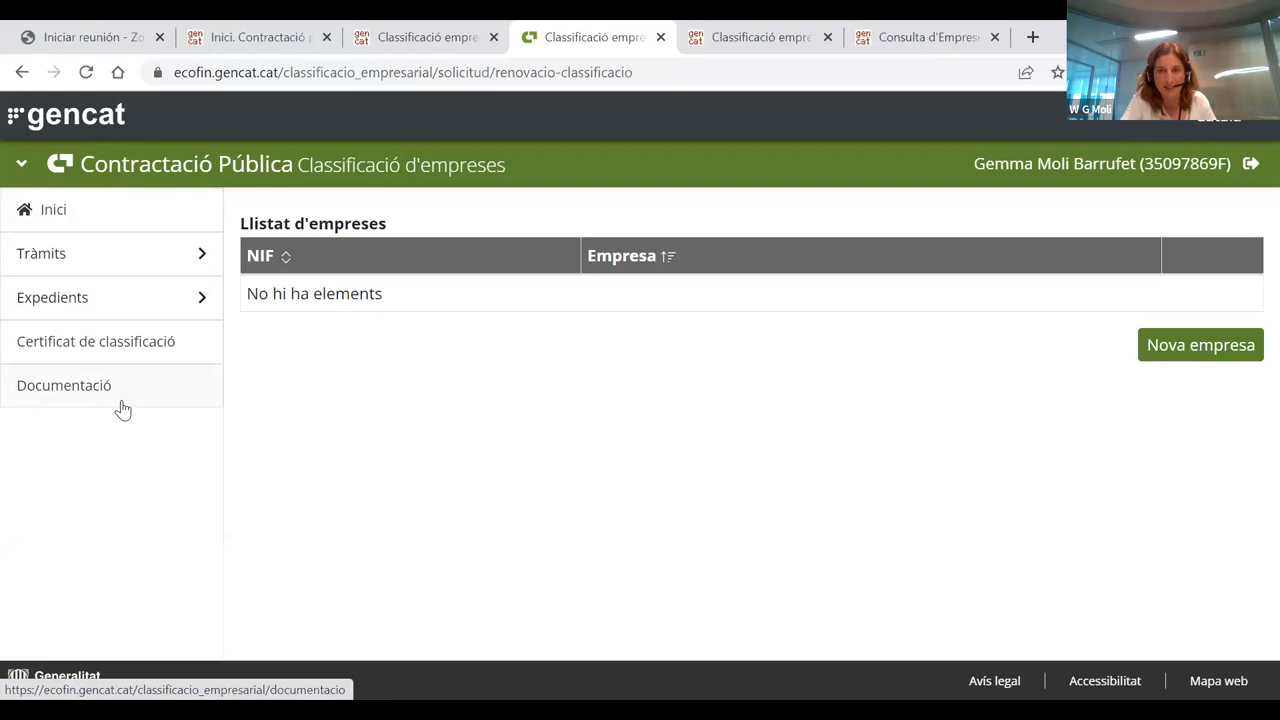 Iniciar reunión - Zo
Inici. Contractació p
Classificació empre
Classificació empre
Classificació empre
Consulta d'Empres
ecofin.gencat.cat/classificacio_empresarial/solicitud/renovacio-classificacio
W G Moli
gencat
Contractació Pública Classificació d'empreses
Gemma Moli Barrufet (35097869F)
Inici
Tràmits
Expedients
Certificat de classificació
Documentació
Llistat d'empreses
NIF
Empresa
No hi ha elements
Nova empresa
Generalitat
https://ecofin.gencat.cat/classificacio_empresarial/documentacio
Avís legal
Accessibilitat
Mapa web